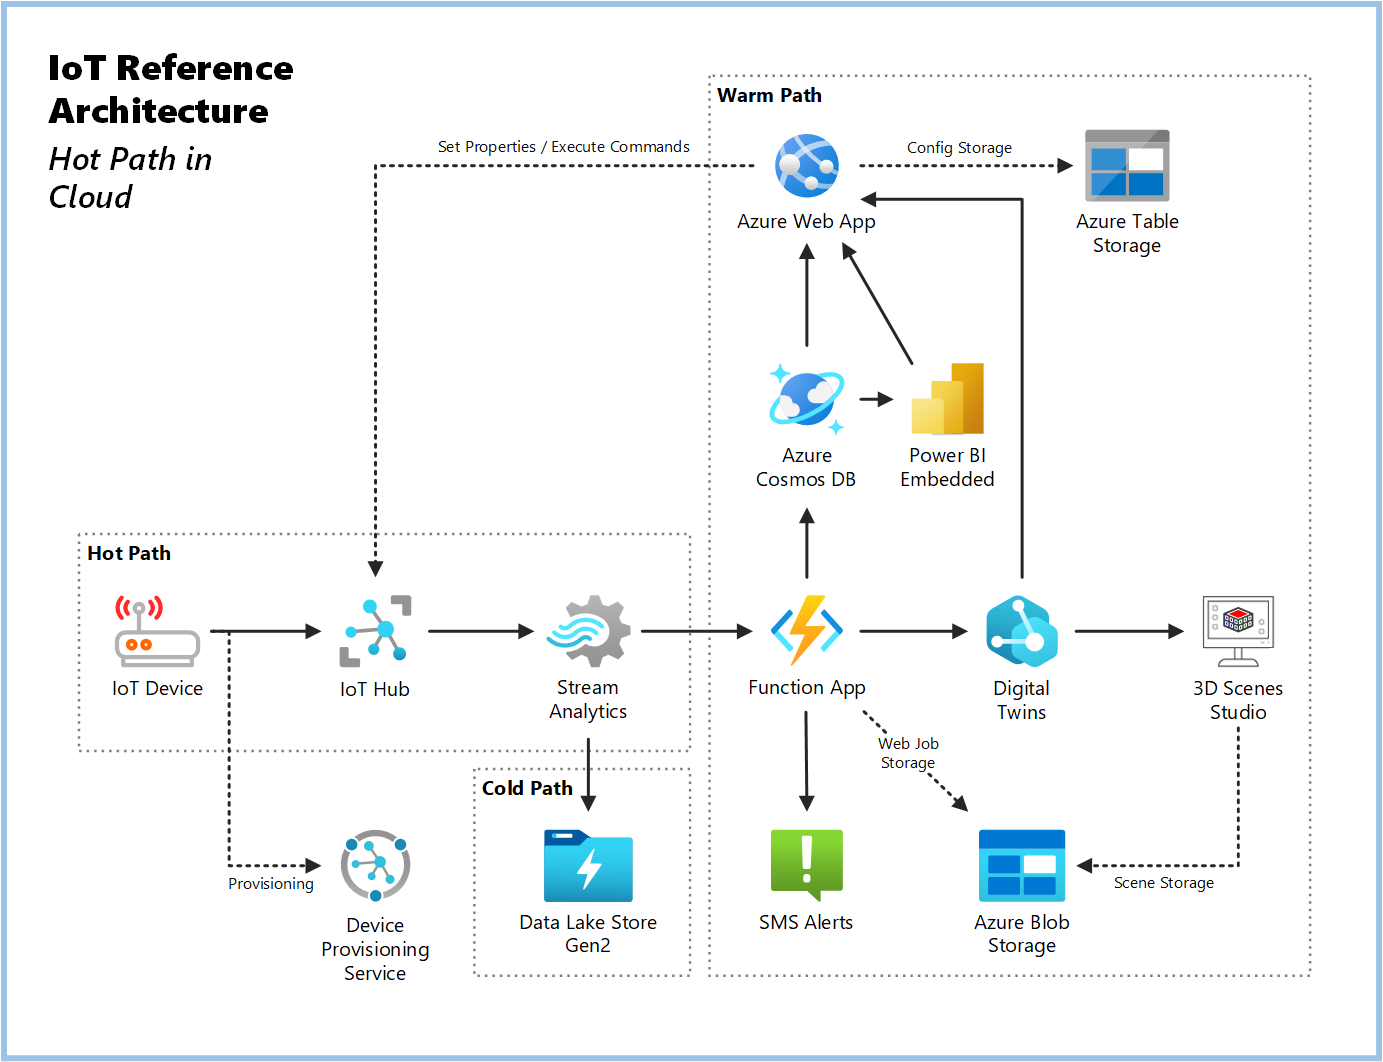 IoT Reference
Architecture
Hot Path in
Cloud
Warm Path
Set Properties / Execute Commands
Config Storage
Azure Web App
Azure Table
Storage
Azure
Cosmos DB
Power BI
Embedded
Hot Path
IoT Device
IoT Hub
Stream
Analytics
Function App
Digital
Twins
3D Scenes
Studio
Web Job
Storage
Cold Path
Provisioning
Device
Provisioning
Service
Data Lake Store
Gen2
SMS Alerts
Azure Blob
Storage
Scene Storage